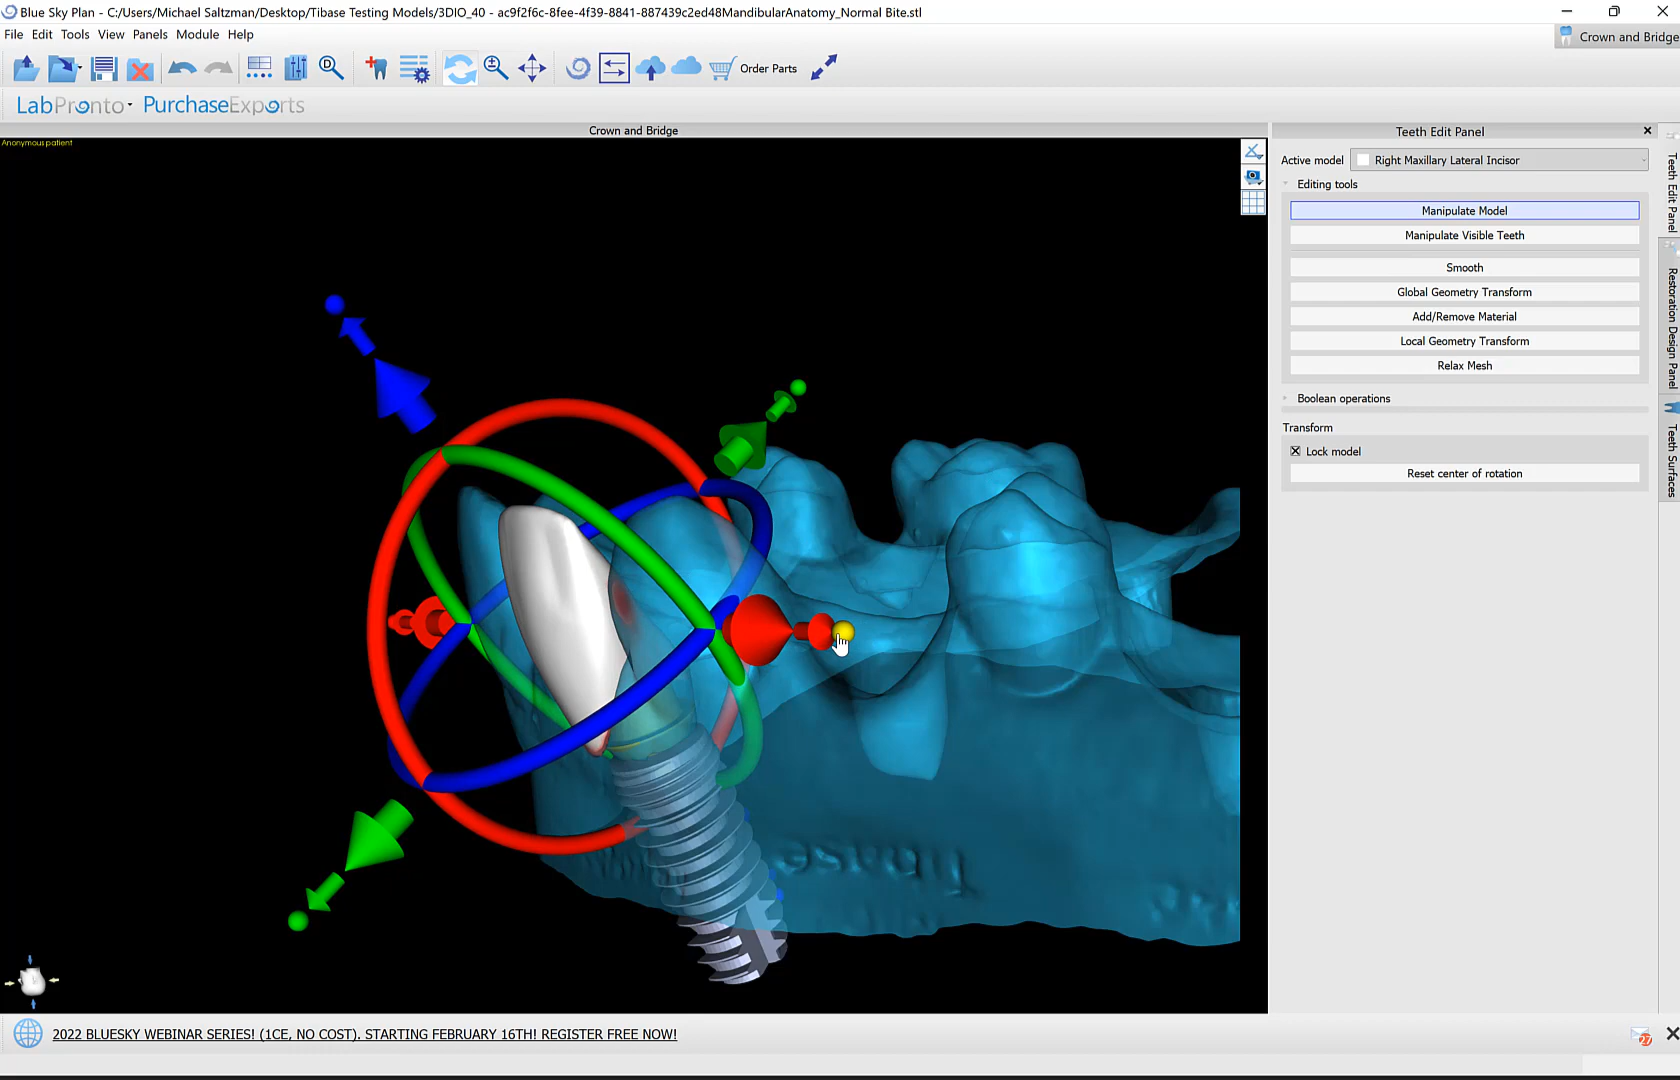 Blue Sky Plan - C:/Users/Michael Saltzman/Desktop/Tibase Testing Models/3DIO_40 - ac9f2f6c-8fee-4f39-8841-887439c2ed48MandibularAnatomy_Normal Bite.stl
File Edit Tools View Panels Module Help
Crown and Bridge
Order Parts
LabPronto PurchaseExports
Crown and Bridge
Anonymous patient
Teeth Edit Panel
Active model Right Maxillary Lateral Incisor
Editing tools
Manipulate Model
Manipulate Visible Teeth
Smooth
Global Geometry Transform
Add/Remove Material
Local Geometry Transform
Relax Mesh
Boolean operations
Transform
Lock model
Reset center of rotation
Teeth Edit Panel
Restoration Design Panel
Teeth Surfaces
2022 BLUESKY WEBINAR SERIES! (1CE, NO COST). STARTING FEBRUARY 16TH! REGISTER FREE NOW!
27